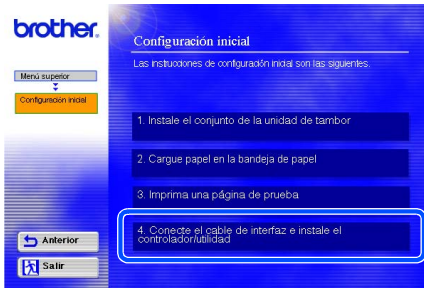 brother.
Configuración inicial
Las instrucciones de configuración inicial son las siguientes.
Menú superior
Configuración inicial
1. Instale el conjunto de la unidad de tambor
2. Cargue papel en la bandeja de papel
3. Imprima una página de prueba
4. Conecte el cable de interfaz e instale el
controlador/utilidad
Anterior
Salir